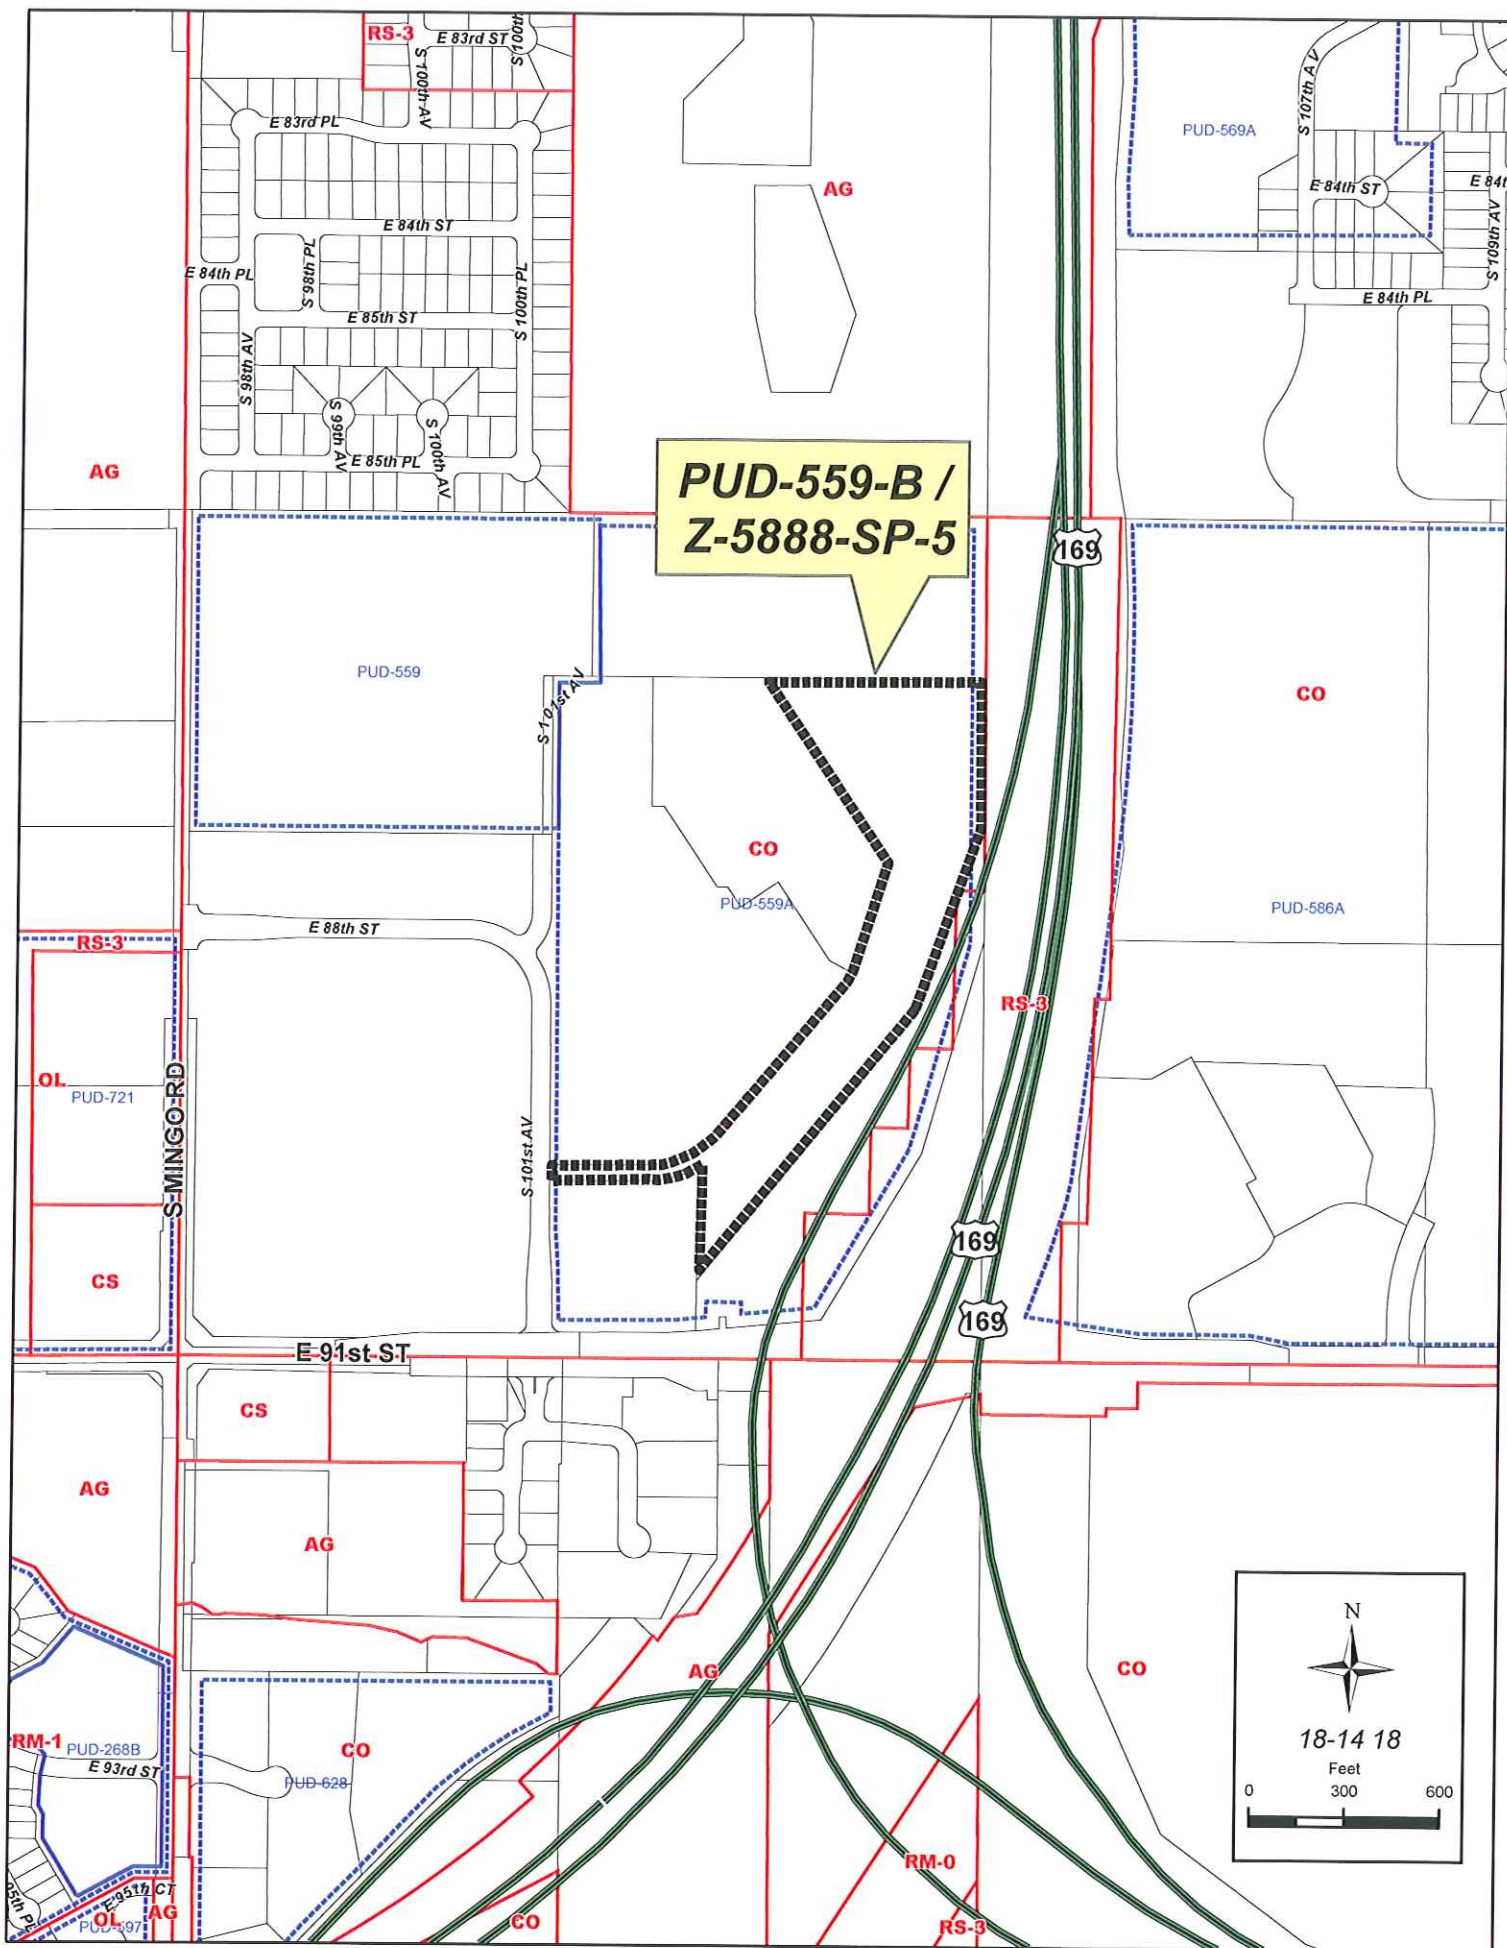 RS-3
E 83rd ST
S 100th
S 100th AV
E 83rd PL
S 107th AV
PUD-569A
AG
E 84th ST
E 84t
E 84th ST
S 109th AV
E 84th PL
S 98th PL
S 100th PL
E 84th PL
E 85th ST
S 98th AV
S 99th AV
S 100th AV
E 85th PL
AG
PUD-559-B /
Z-5888-SP-5
169
PUD-559
S 101st AV
CO
CO
PUD-559A
PUD-586A
E 88th ST
RS-3
RS-3
OL
PUD-721
S MINGO RD
S 101st AV
169
CS
169
E 91st ST
CS
AG
AG
N
AG
CO
18-14 18
Feet
0 300 600
RM-1
PUD-268B
E 93rd ST
CO
PUD-628
RM-0
95th PL
E 95th CT
OL
PUD-597
AG
CO
RS-3